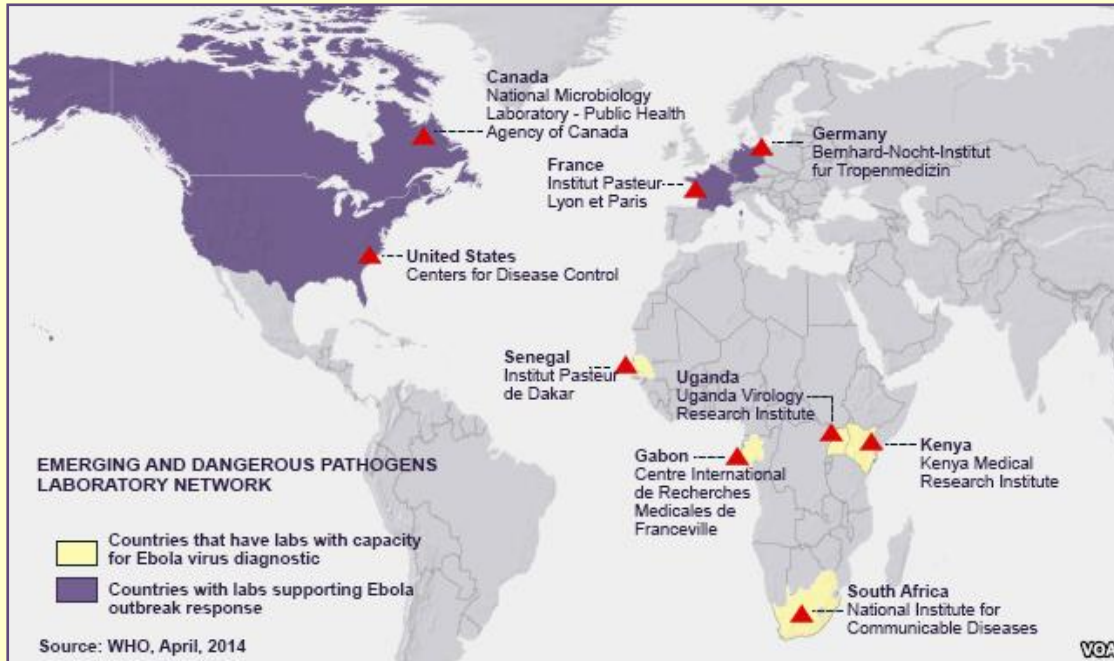 Canada
National Microbiology
Laboratory - Public Health
Agency of Canada
Germany
Bernhard-Nocht-Institut
fur Tropenmedizin
France
Institut Pasteur
Lyon et Paris
United States
Centers for Disease Control
Senegal
Institut Pasteur
de Dakar
Uganda
Uganda Virology
Research Institute
Gabon
Centre International
de Recherches
Medicales de
Franceville
Kenya
Kenya Medical
Research Institute
South Africa
National Institute for
Communicable Diseases
EMERGING AND DANGEROUS PATHOGENS
LABORATORY NETWORK
Countries that have labs with capacity
for Ebola virus diagnostic
Countries with labs supporting Ebola
outbreak response
Source: WHO, April, 2014
VOA